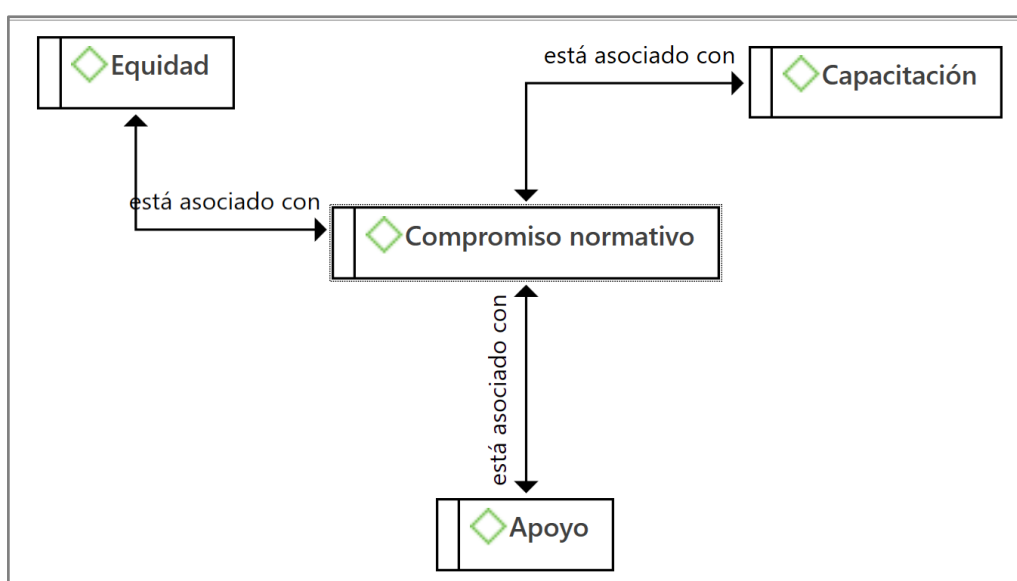 Equidad
está asociado con
Capacitación
está asociado con
Compromiso normativo
está asociado con
Apoyo